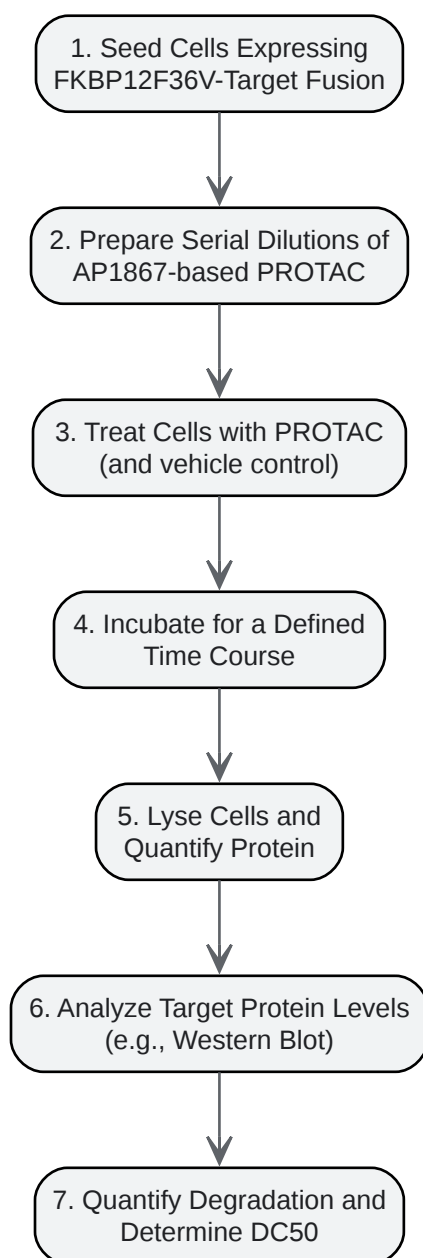 1. Seed Cells Expressing
FKBP12F36V-Target Fusion
2. Prepare Serial Dilutions of
AP1867-based PROTAC
3. Treat Cells with PROTAC
(and vehicle control)
4. Incubate for a Defined
Time Course
5. Lyse Cells and
Quantify Protein
6. Analyze Target Protein Levels
(e.g., Western Blot)
7. Quantify Degradation and
Determine DC50